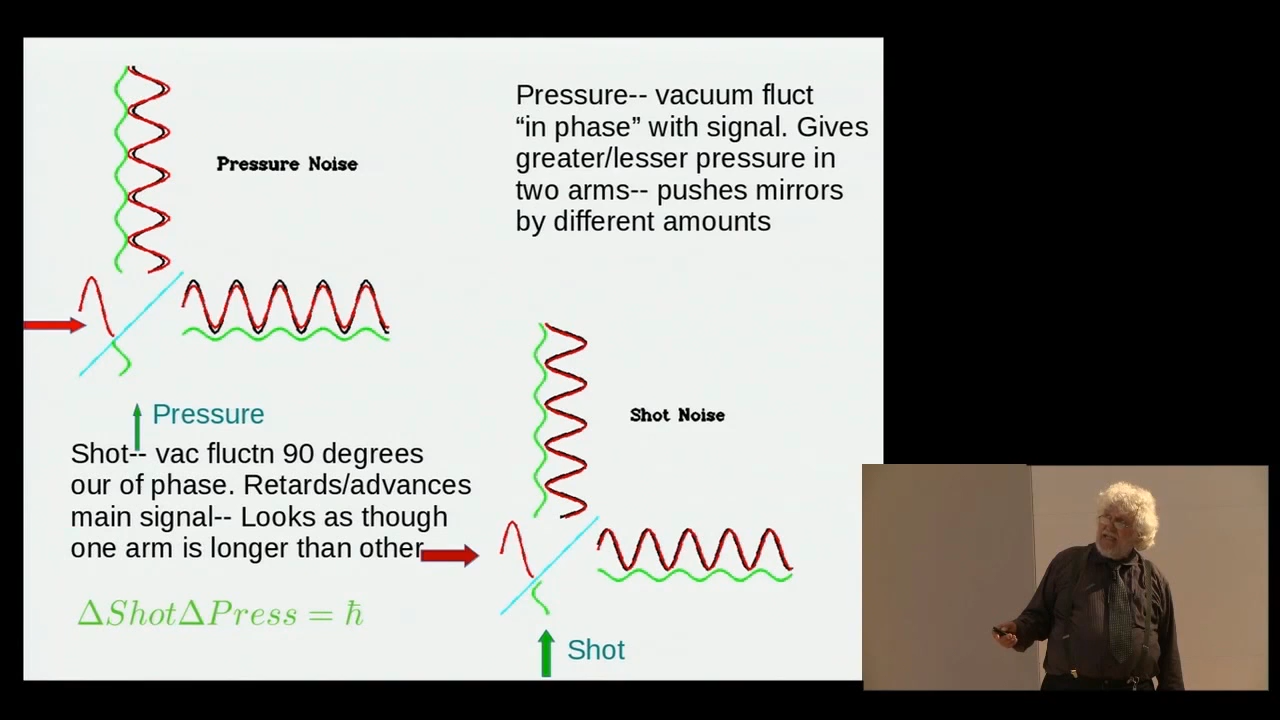 Pressure-- vacuum fluct
“in phase” with signal. Gives
greater/lesser pressure in
two arms-- pushes mirrors
by different amounts
Pressure Noise
Pressure
Shot-- vac fluctn 90 degrees
our of phase. Retards/advances
main signal-- Looks as though
one arm is longer than other
ΔShotΔPress = ħ
Shot Noise
Shot